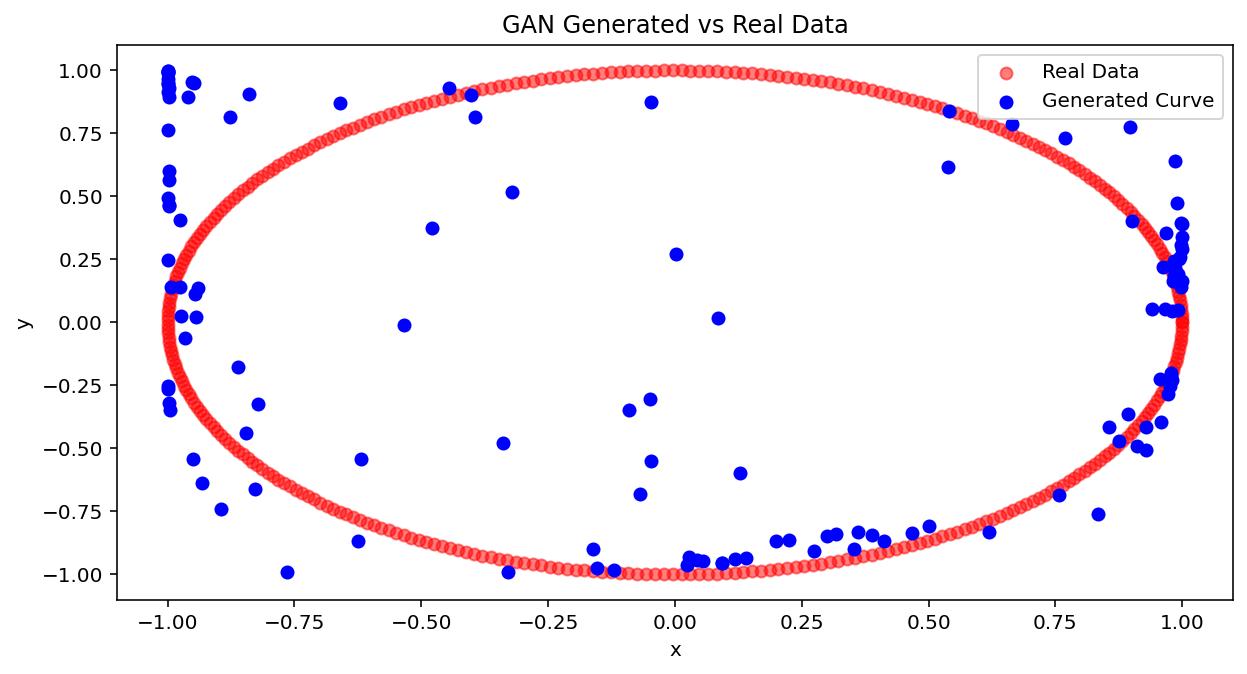 GAN Generated vs Real Data
Real Data
Generated Curve
1.00
0.75
0.50
0.25
0.00
−0.25
−0.50
−0.75
−1.00
y
−1.00 −0.75 −0.50 −0.25 0.00 0.25 0.50 0.75 1.00
x